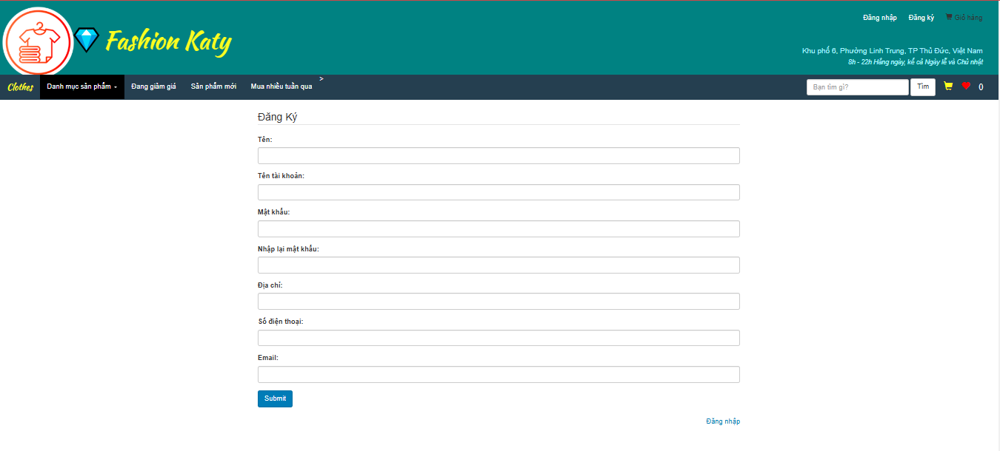 Fashion Katy
Đăng nhập Đăng ký Giỏ hàng
Khu phố 6, Phường Linh Trung, TP Thủ Đức, Việt Nam
8h - 22h Hằng ngày, kể cả Ngày lễ và Chủ nhật
Clothes Danh mục sản phẩm Đang giảm giá Sản phẩm mới Mua nhiều tuần qua > Bạn tìm gì? Tìm 0
Đăng Ký
Tên:
Tên tài khoản:
Mật khẩu:
Nhập lại mật khẩu:
Địa chỉ:
Số điện thoại:
Email:
Submit
Đăng nhập